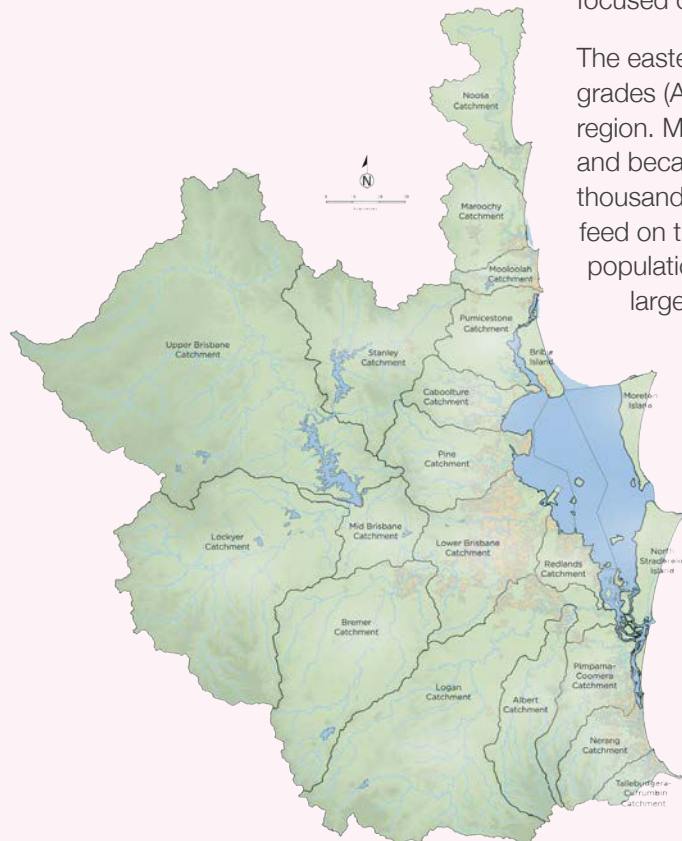 focused o
The easte
grades (A
region. M
and beca
thousand
feed on t
populatio
large
Noosa
Catchment
N
Maroochy
Catchment
Mooloolah
Catchment
Pumicestone
Catchment
Upper Brisbane
Catchment
Stanley
Catchment
Bribie
Island
Caboolture
Catchment
Moreton
Island
Pine
Catchment
Lockyer
Catchment
Mid Brisbane
Catchment
Lower Brisbane
Catchment
Redlands
Catchment
North
Stradbroke
Island
Bremer
Catchment
Logan
Catchment
Albert
Catchment
Pimpama-
Coomera
Catchment
Nerang
Catchment
Tallebudgera-
Currumbin
Catchment